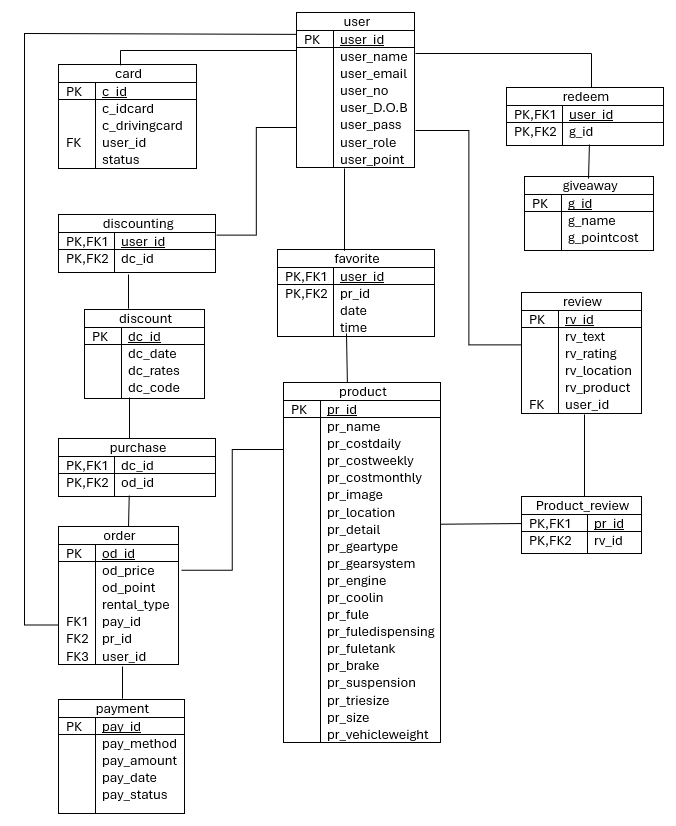 user
PK user_id
user_name
user_email
user_no
user_D.O.B
user_pass
user_role
user_point
card
PK c_id
c_idcard
c_drivingcard
FK user_id
status
redeem
PK,FK1 user_id
PK,FK2 g_id
giveaway
PK g_id
g_name
g_pointcost
discounting
PK,FK1 user_id
PK,FK2 dc_id
favorite
PK,FK1 user_id
PK,FK2 pr_id
date
time
discount
PK dc_id
dc_date
dc_rates
dc_code
review
PK rv_id
rv_text
rv_rating
rv_location
rv_product
FK user_id
product
PK pr_id
pr_name
pr_costdaily
pr_costweekly
pr_costmonthly
pr_image
pr_location
pr_detail
pr_geartype
pr_gearsystem
pr_engine
pr_coolin
pr_fule
pr_fuledispensing
pr_fuletank
pr_brake
pr_suspension
pr_triesize
pr_size
pr_vehicleweight
purchase
PK,FK1 dc_id
PK,FK2 od_id
Product_review
PK,FK1 pr_id
PK,FK2 rv_id
order
PK od_id
od_price
od_point
rental_type
FK1 pay_id
FK2 pr_id
FK3 user_id
payment
PK pay_id
pay_method
pay_amount
pay_date
pay_status